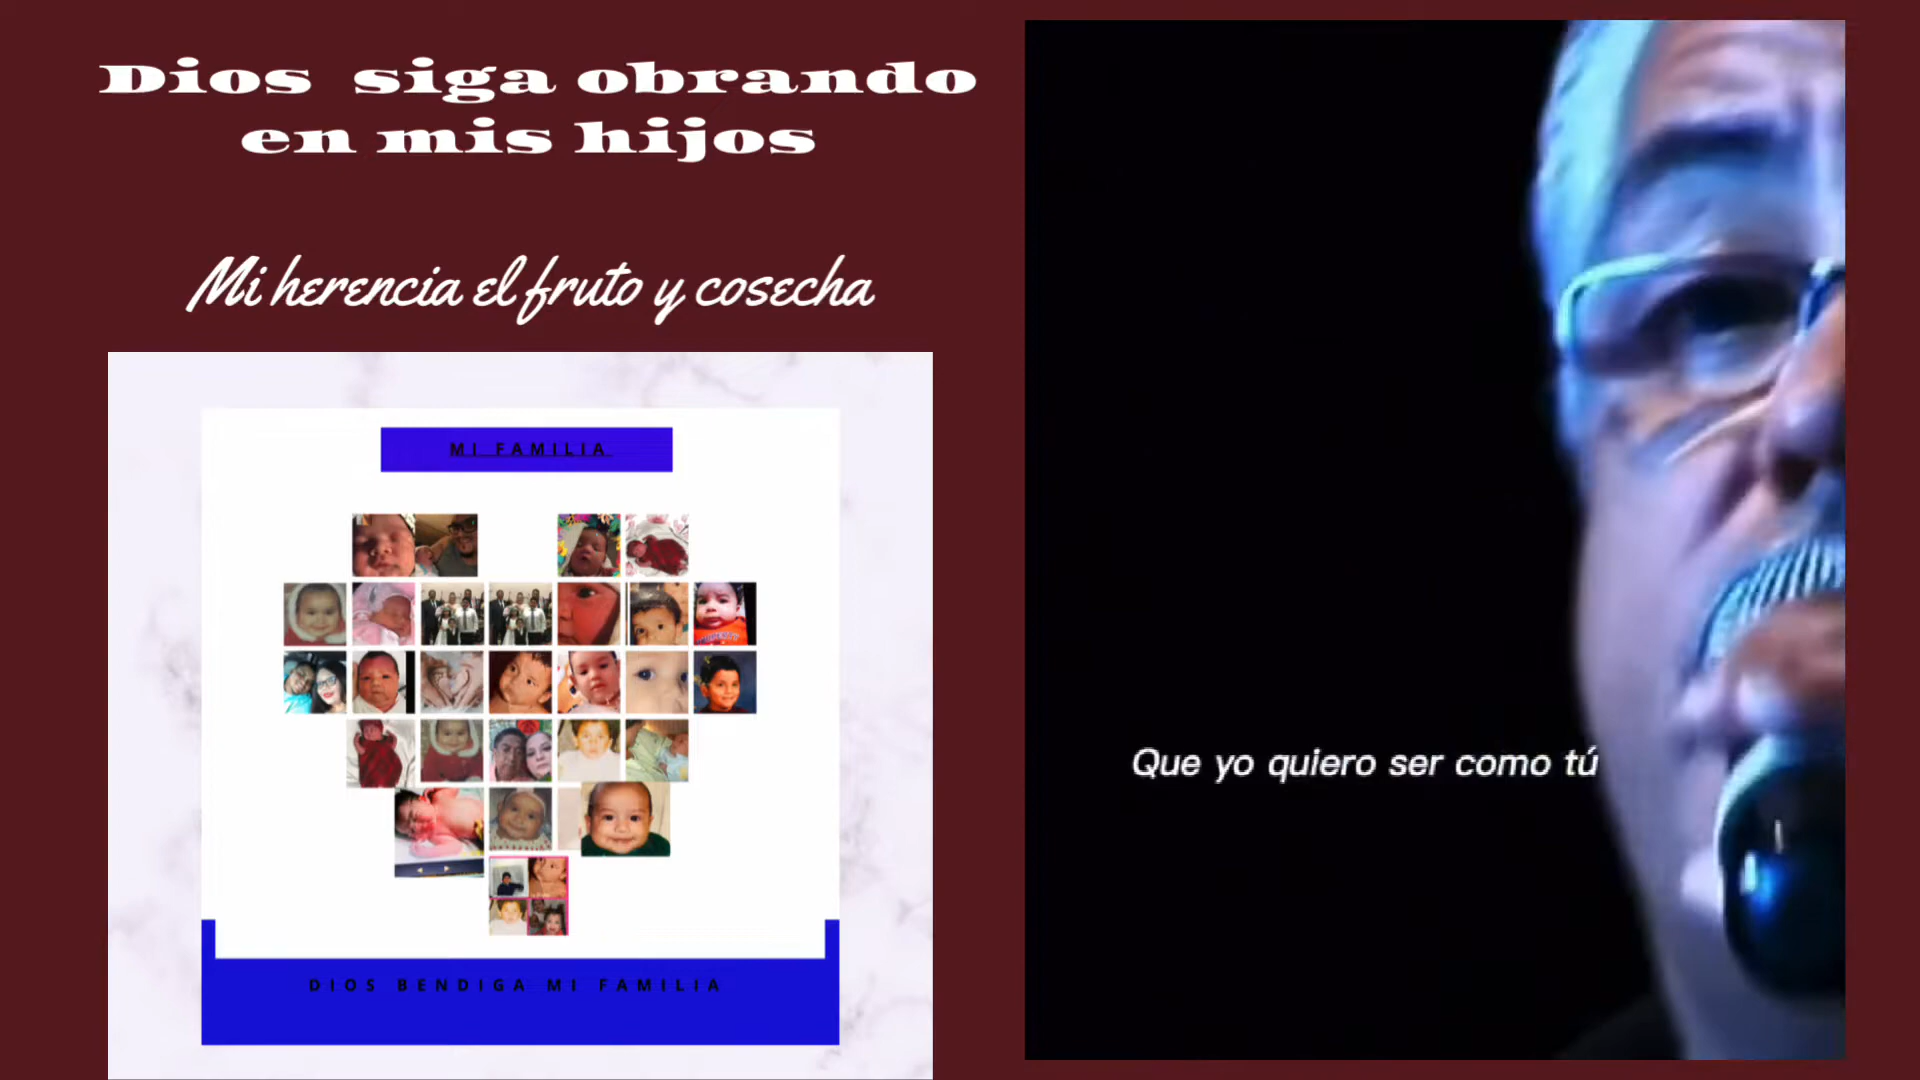 Dios siga obrando
en mis hijos
Mi herencia el fruto y cosecha
MI FAMILIA
DIOS BENDIGA MI FAMILIA
Que yo quiero ser como tú